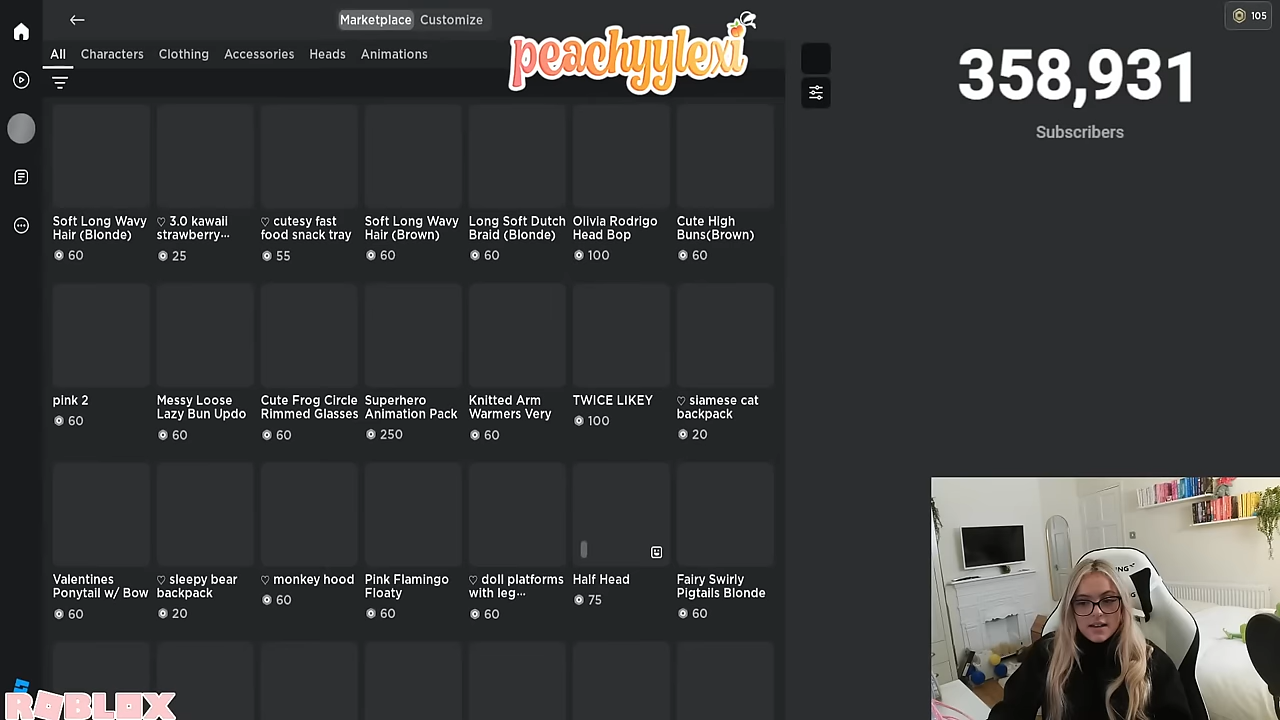 Marketplace Customize
105
All Characters Clothing Accessories Heads Animations
peachyylexi
358,931
Subscribers
Soft Long Wavy
Hair (Blonde)
60
♡ 3.0 kawaii
strawberry...
25
♡ cutesy fast
food snack tray
55
Soft Long Wavy
Hair (Brown)
60
Long Soft Dutch
Braid (Blonde)
60
Olivia Rodrigo
Head Bop
100
Cute High
Buns(Brown)
60
pink 2
60
Messy Loose
Lazy Bun Updo
60
Cute Frog Circle
Rimmed Glasses
60
Superhero
Animation Pack
250
Knitted Arm
Warmers Very
60
TWICE LIKEY
100
♡ siamese cat
backpack
20
Valentines
Ponytail w/ Bow
60
♡ sleepy bear
backpack
20
♡ monkey hood
60
Pink Flamingo
Floaty
60
♡ doll platforms
with leg...
60
Half Head
75
Fairy Swirly
Pigtails Blonde
60
ROBLOX